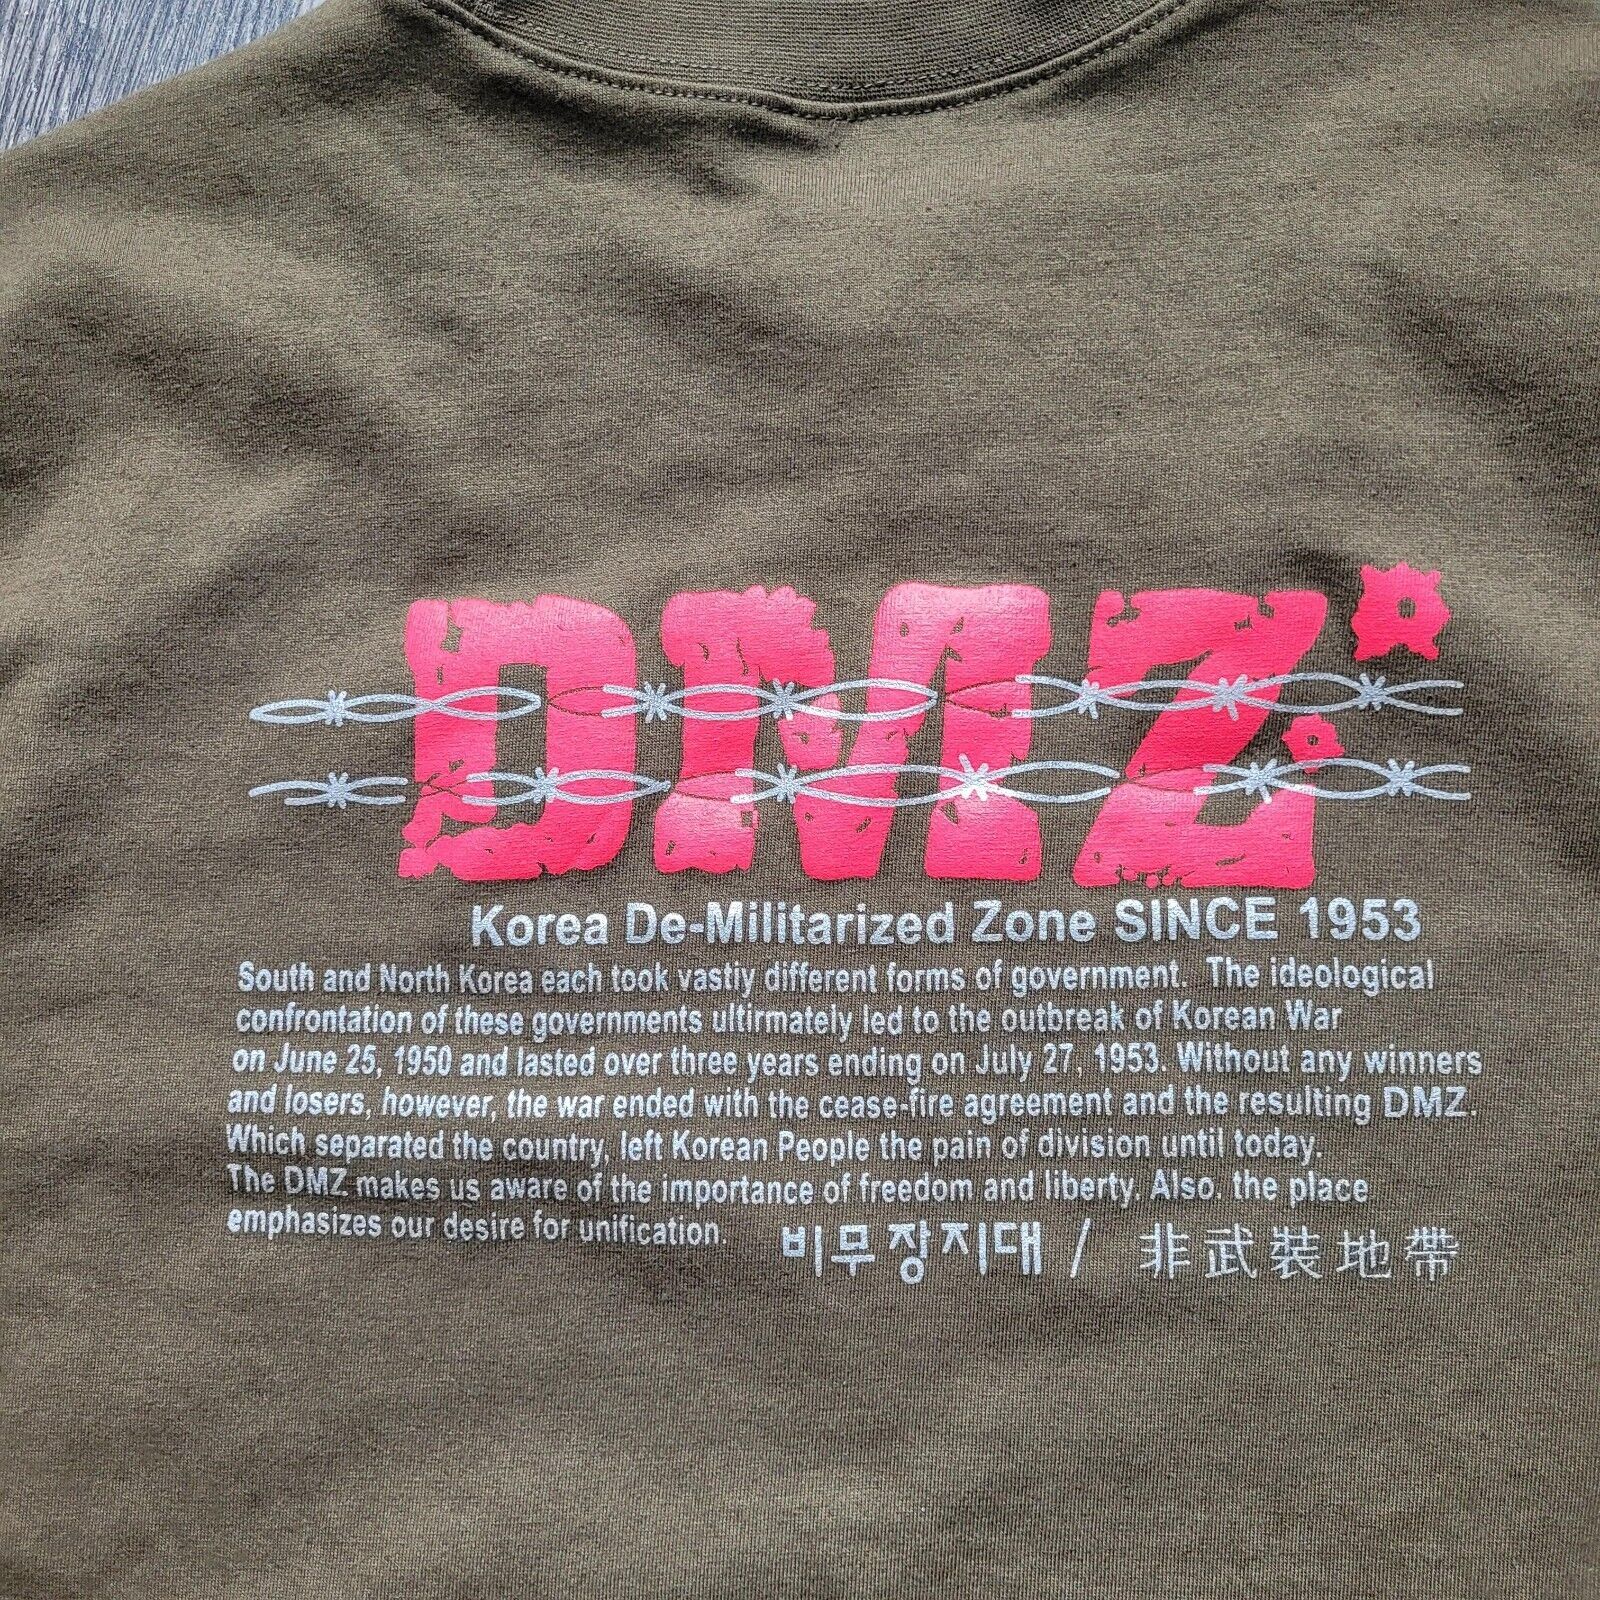 DMZ
Korea De-Militarized Zone SINCE 1953
South and North Korea each took vastiy different forms of government. The ideological
confrontation of these governments ultirmately led to the outbreak of Korean War
on June 25, 1950 and lasted over three years ending on July 27, 1953. Without any winners
and losers, however, the war ended with the cease-fire agreement and the resulting DMZ.
Which separated the country, left Korean People the pain of division until today.
The DMZ makes us aware of the importance of freedom and liberty. Also. the place
emphasizes our desire for unification.
비무장지대 / 非武裝地帶